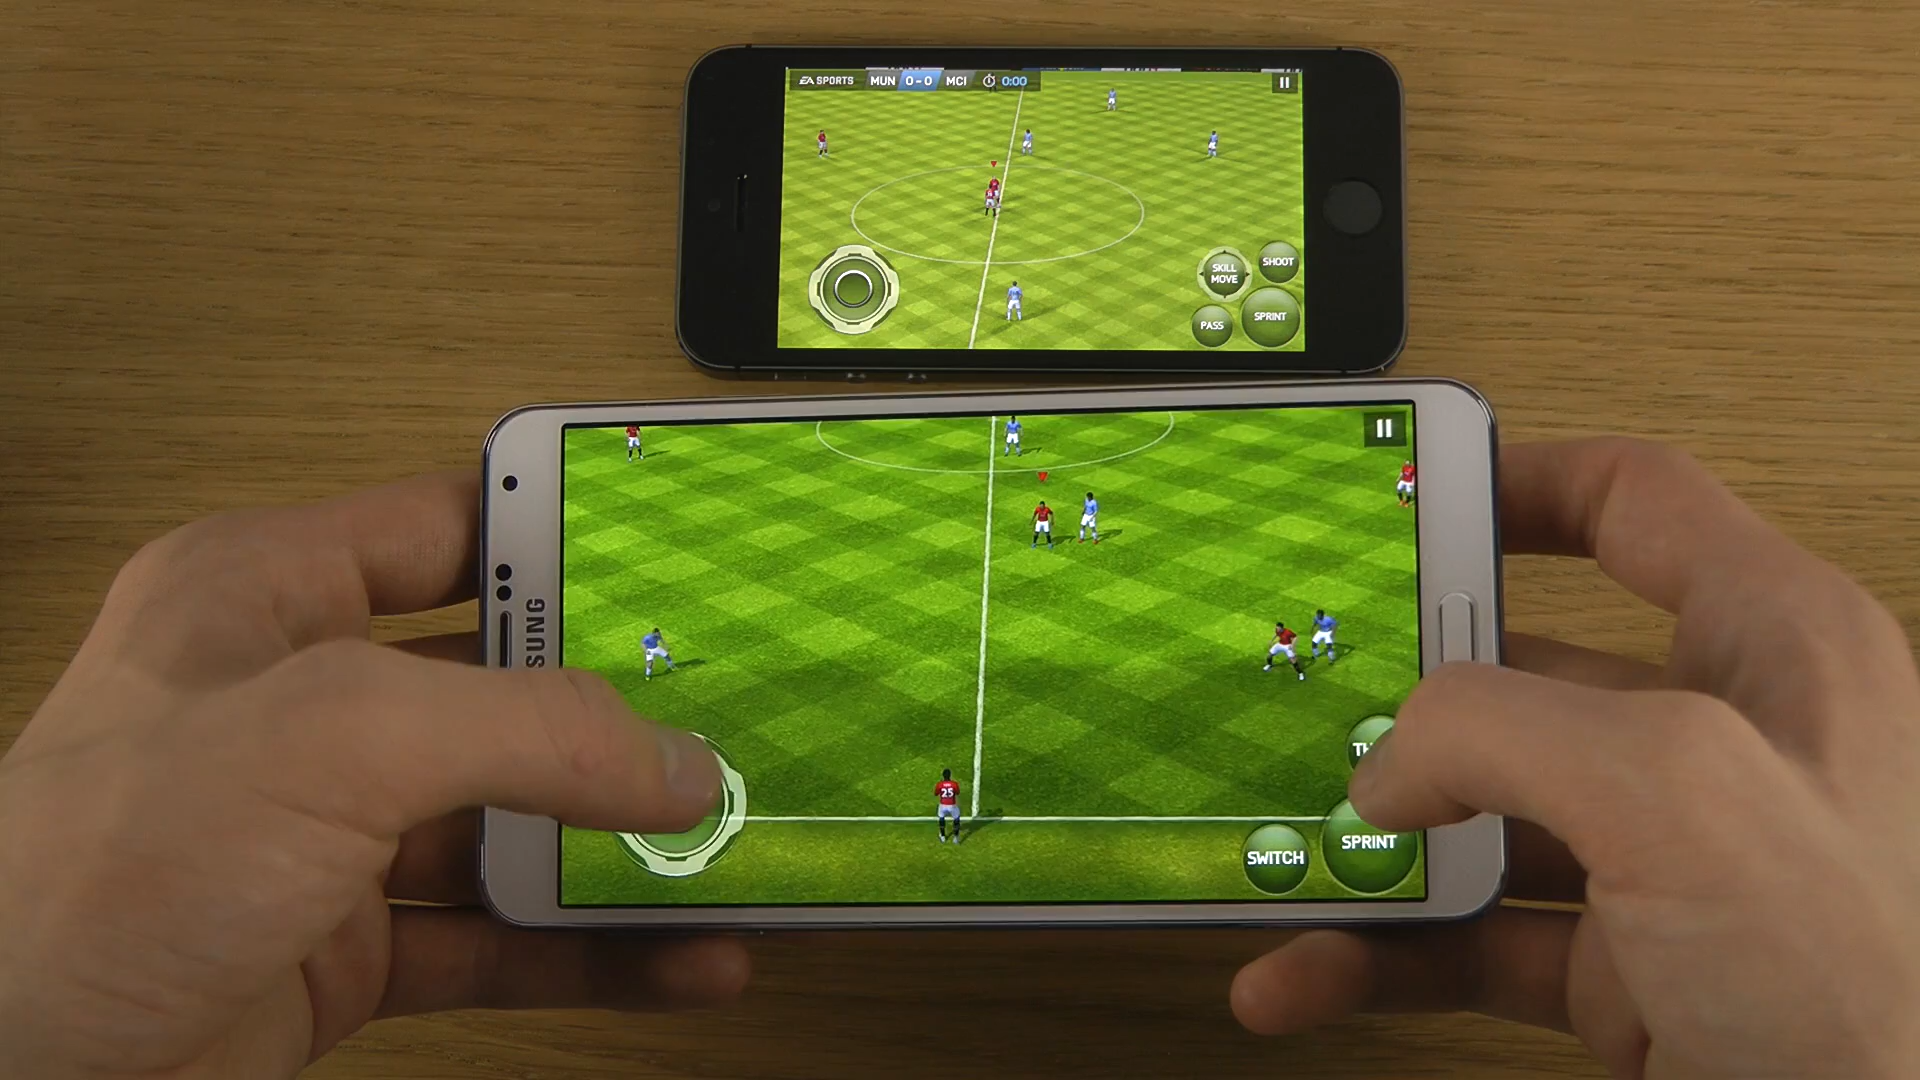 EA SPORTS MUN 0 - 0 MCI 0:00
SKILL MOVE
SHOOT
PASS
SPRINT
SUNG
25
SWITCH
SPRINT